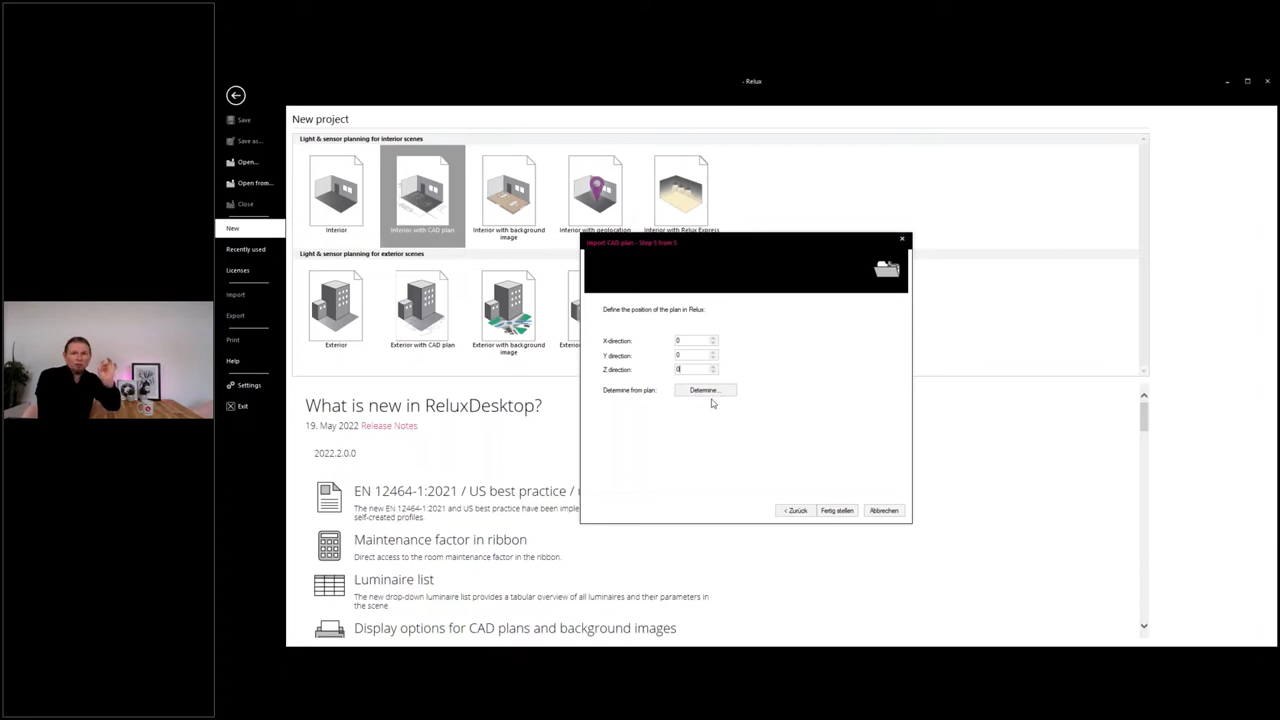 - Relux
Save
Save as...
Open...
Open from...
Close
New
Recently used
Licenses
Import
Export
Print
Help
Settings
Exit
New project
Light & sensor planning for interior scenes
Interior
Interior with CAD plan
Interior with background
image
Interior with geolocation
Interior with Relux Express
Light & sensor planning for exterior scenes
Exterior
Exterior with CAD plan
Exterior with background
image
Import CAD plan - Step 5 from 5
Define the position of the plan in Relux:
X-direction: 0
Y direction: 0
Z direction: 0
Determine from plan: Determine...
< Zurück Fertig stellen Abbrechen
What is new in ReluxDesktop?
19. May 2022 Release Notes
2022.2.0.0
EN 12464-1:2021 / US best practice /
The new EN 12464-1:2021 and US best practice have been
self-created profiles.
Maintenance factor in ribbon
Direct access to the room maintenance factor in the ribbon.
Luminaire list
The new drop-down luminaire list provides a tabular overview of all luminaires and their parameters in
the scene.
Display options for CAD plans and background images